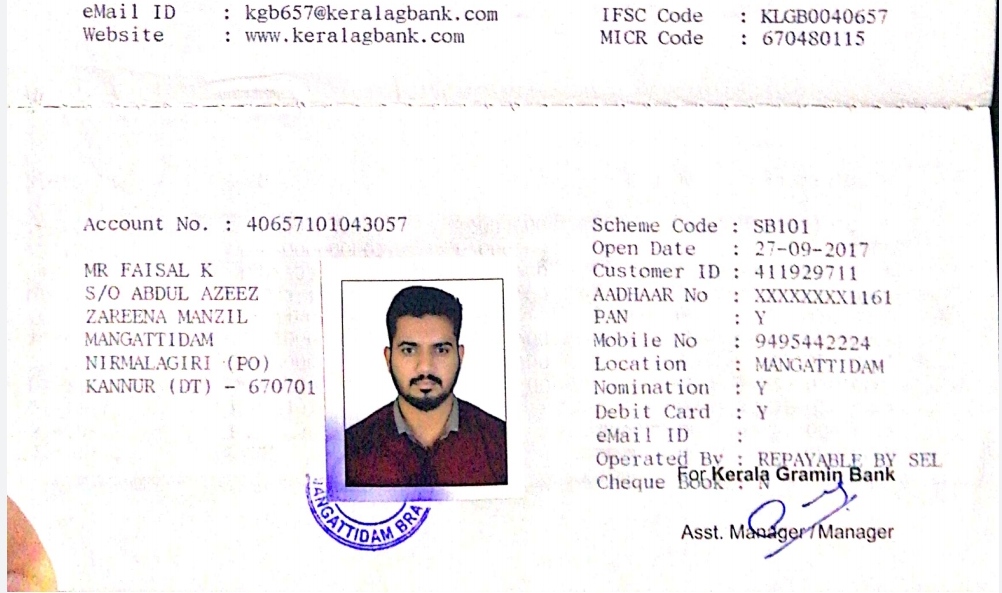 eMail ID : kgb657@keralagbank.com
Website : www.keralagbank.com
IFSC Code : KLGB0040657
MICR Code : 670480115
Account No. : 40657101043057
MR FAISAL K
S/O ABDUL AZEEZ
ZAREENA MANZIL
MANGATTIDAM
NIRMALAGIRI (PO)
KANNUR (DT) - 670701
Scheme Code : SB101
Open Date : 27-09-2017
Customer ID : 411929711
AADHAAR No : XXXXXXXX1161
PAN : Y
Mobile No : 9495442224
Location : MANGATTIDAM
Nomination : Y
Debit Card : Y
eMail ID :
Operated By : REPAYABLE BY SEL
Cheque Book : N
For Kerala Gramin Bank
Asst. Manager/Manager
MANGATTIDAM BRA